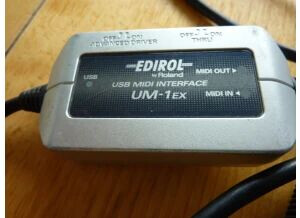 OFF ON OFF ON
ADVANCED DRIVER THRU
EDIROL
by Roland
USB MIDI OUT
USB MIDI INTERFACE
UM-1EX MIDI IN